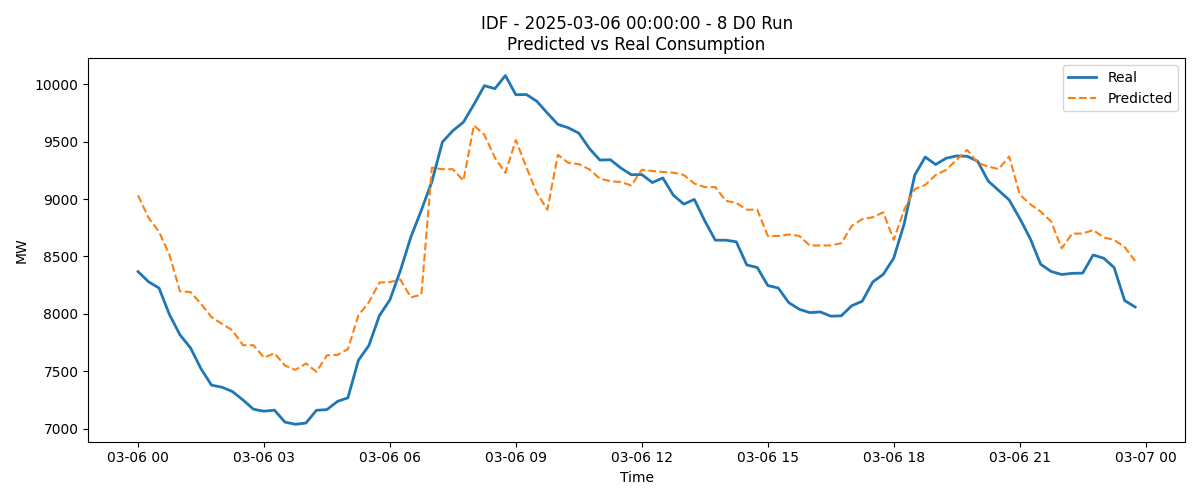 IDF - 2025-03-06 00:00:00 - 8 D0 Run
Predicted vs Real Consumption
Real
Predicted
MW
10000
9500
9000
8500
8000
7500
7000
03-06 00
03-06 03
03-06 06
03-06 09
03-06 12
03-06 15
03-06 18
03-06 21
03-07 00
Time